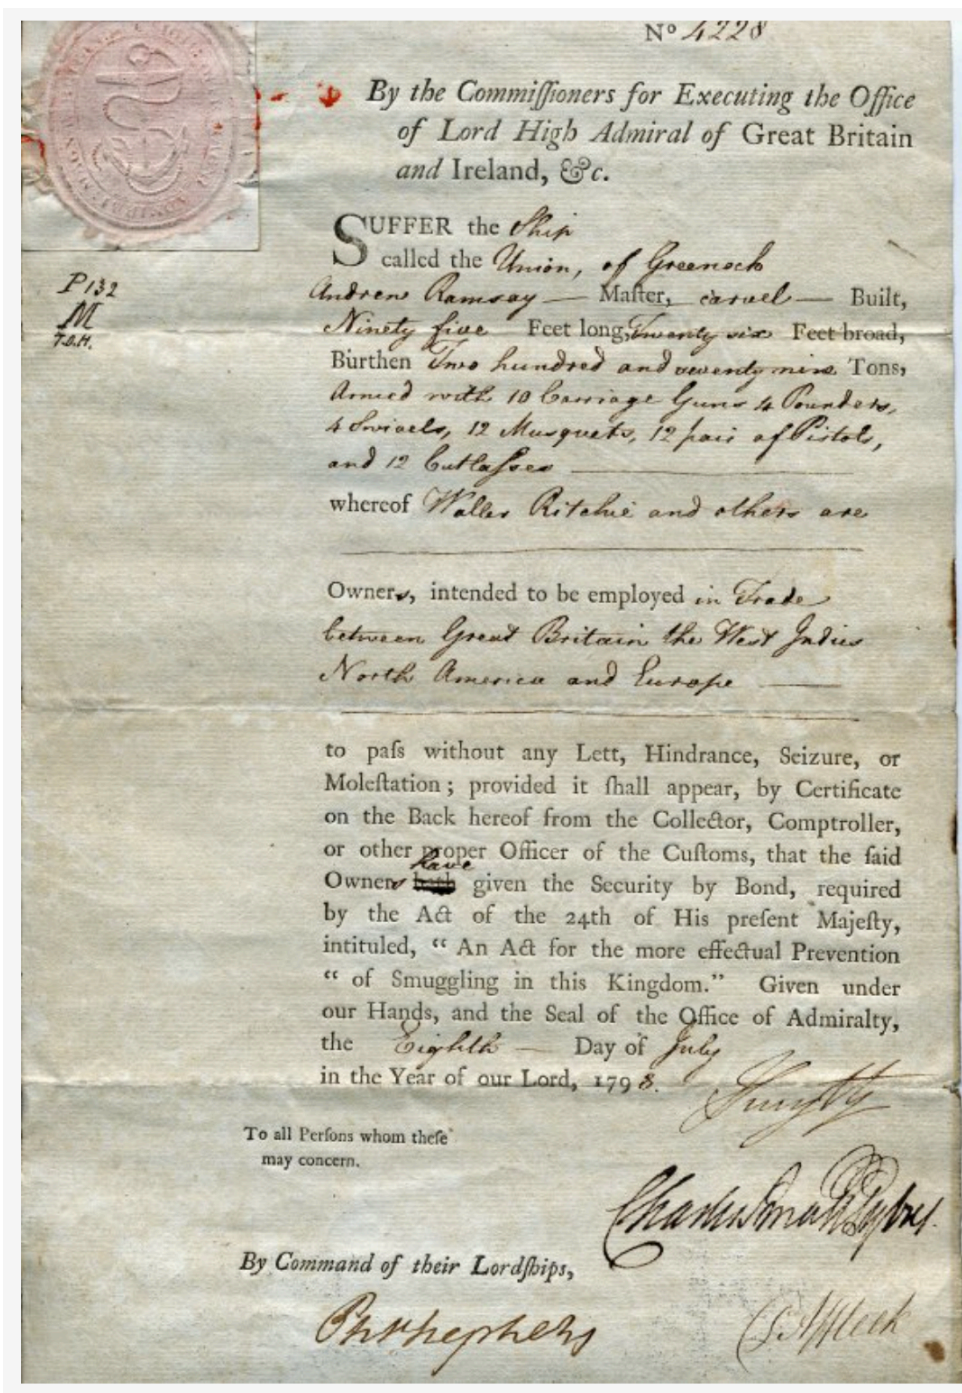 Nº 4228
By the Commiſſioners for Executing the Office
of Lord High Admiral of Great Britain
and Ireland, &c.
SUFFER the Ship
called the Union, of Greenock
Andrew Ramsay — Maſter, carvel — Built,
Ninety five Feet long, Twenty six Feet broad,
Burthen Two hundred and seventy nine Tons,
Armed with 10 Carriage Guns 4 Pounders,
4 Swivels, 12 Musquets, 12 pair of Pistols,
and 12 Cutlaſses
P132
M
T.O.H.
whereof Walter Ritchie and others are
Owners, intended to be employed in Trade
between Great Britain the West Indies
North America and Europe
to paſs without any Lett, Hindrance, Seizure, or
Moleſtation; provided it ſhall appear, by Certificate
on the Back hereof from the Collector, Comptroller,
or other proper Officer of the Cuſtoms, that the ſaid
have
Owners hath given the Security by Bond, required
by the Act of the 24th of His preſent Majeſty,
intituled, “ An Act for the more effectual Prevention
“ of Smuggling in this Kingdom.” Given under
our Hands, and the Seal of the Office of Admiralty,
the Eighth — Day of July
in the Year of our Lord, 1798.
To all Perſons whom theſe
may concern.
By Command of their Lordſhips,